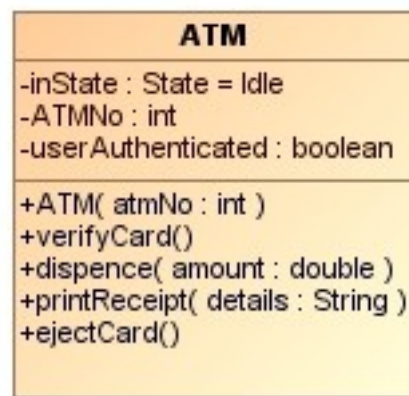 ATM
-inState : State = Idle
-ATMNo : int
-userAuthenticated : boolean
+ATM( atmNo : int )
+verifyCard()
+dispence( amount : double )
+printReceipt( details : String )
+ejectCard()